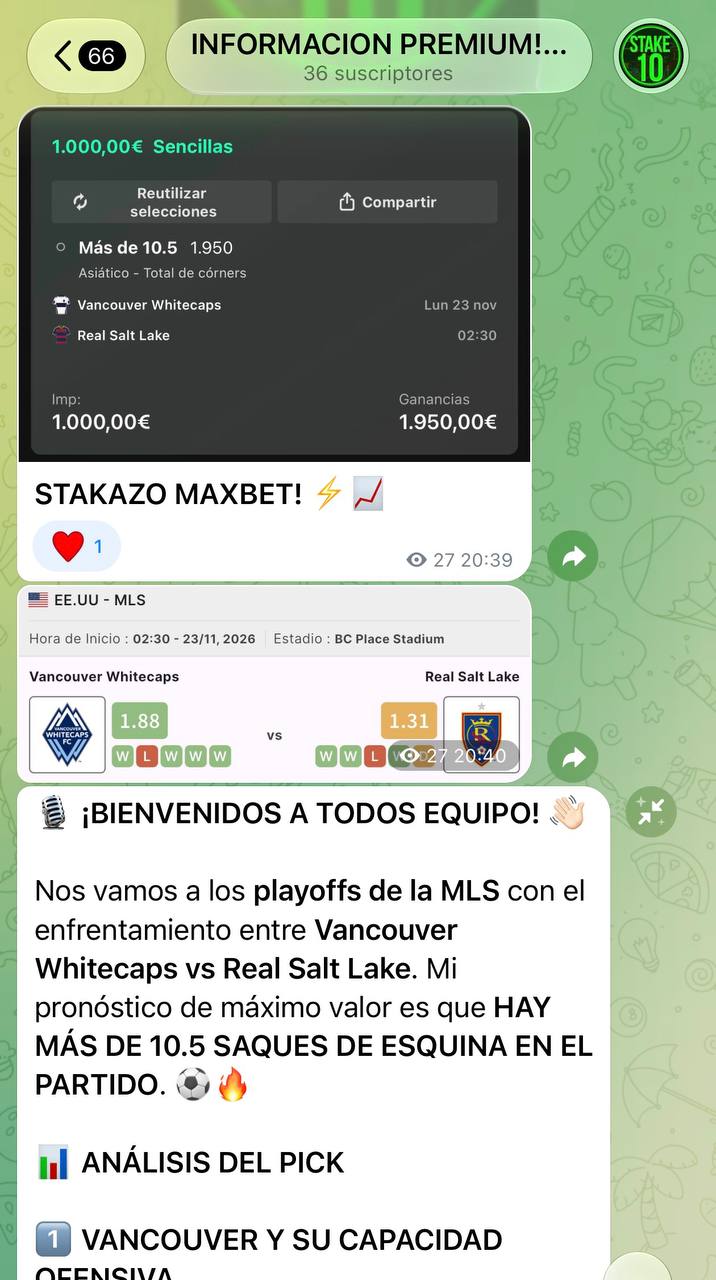 66
INFORMACION PREMIUM!...
36 suscriptores
STAKE
10
1.000,00€ Sencillas
Reutilizar
selecciones
Compartir
Más de 10.5 1.950
Asiático - Total de córners
Vancouver Whitecaps
Lun 23 nov
Real Salt Lake
02:30
Imp:
Ganancias
1.000,00€
1.950,00€
STAKAZO MAXBET! ⚡ 📈
❤️ 1
27 20:39
EE.UU - MLS
Hora de Inicio : 02:30 - 23/11, 2026
Estadio : BC Place Stadium
Vancouver Whitecaps
Real Salt Lake
VANCOUVER
WHITECAPS
FC
1.88
vs
1.31
W L W W W
W W L
27 20:40
🎙️ ¡BIENVENIDOS A TODOS EQUIPO! 👋🏻
Nos vamos a los playoffs de la MLS con el
enfrentamiento entre Vancouver
Whitecaps vs Real Salt Lake. Mi
pronóstico de máximo valor es que HAY
MÁS DE 10.5 SAQUES DE ESQUINA EN EL
PARTIDO. ⚽🔥
📊 ANÁLISIS DEL PICK
1️⃣ VANCOUVER Y SU CAPACIDAD
OFENSIVA